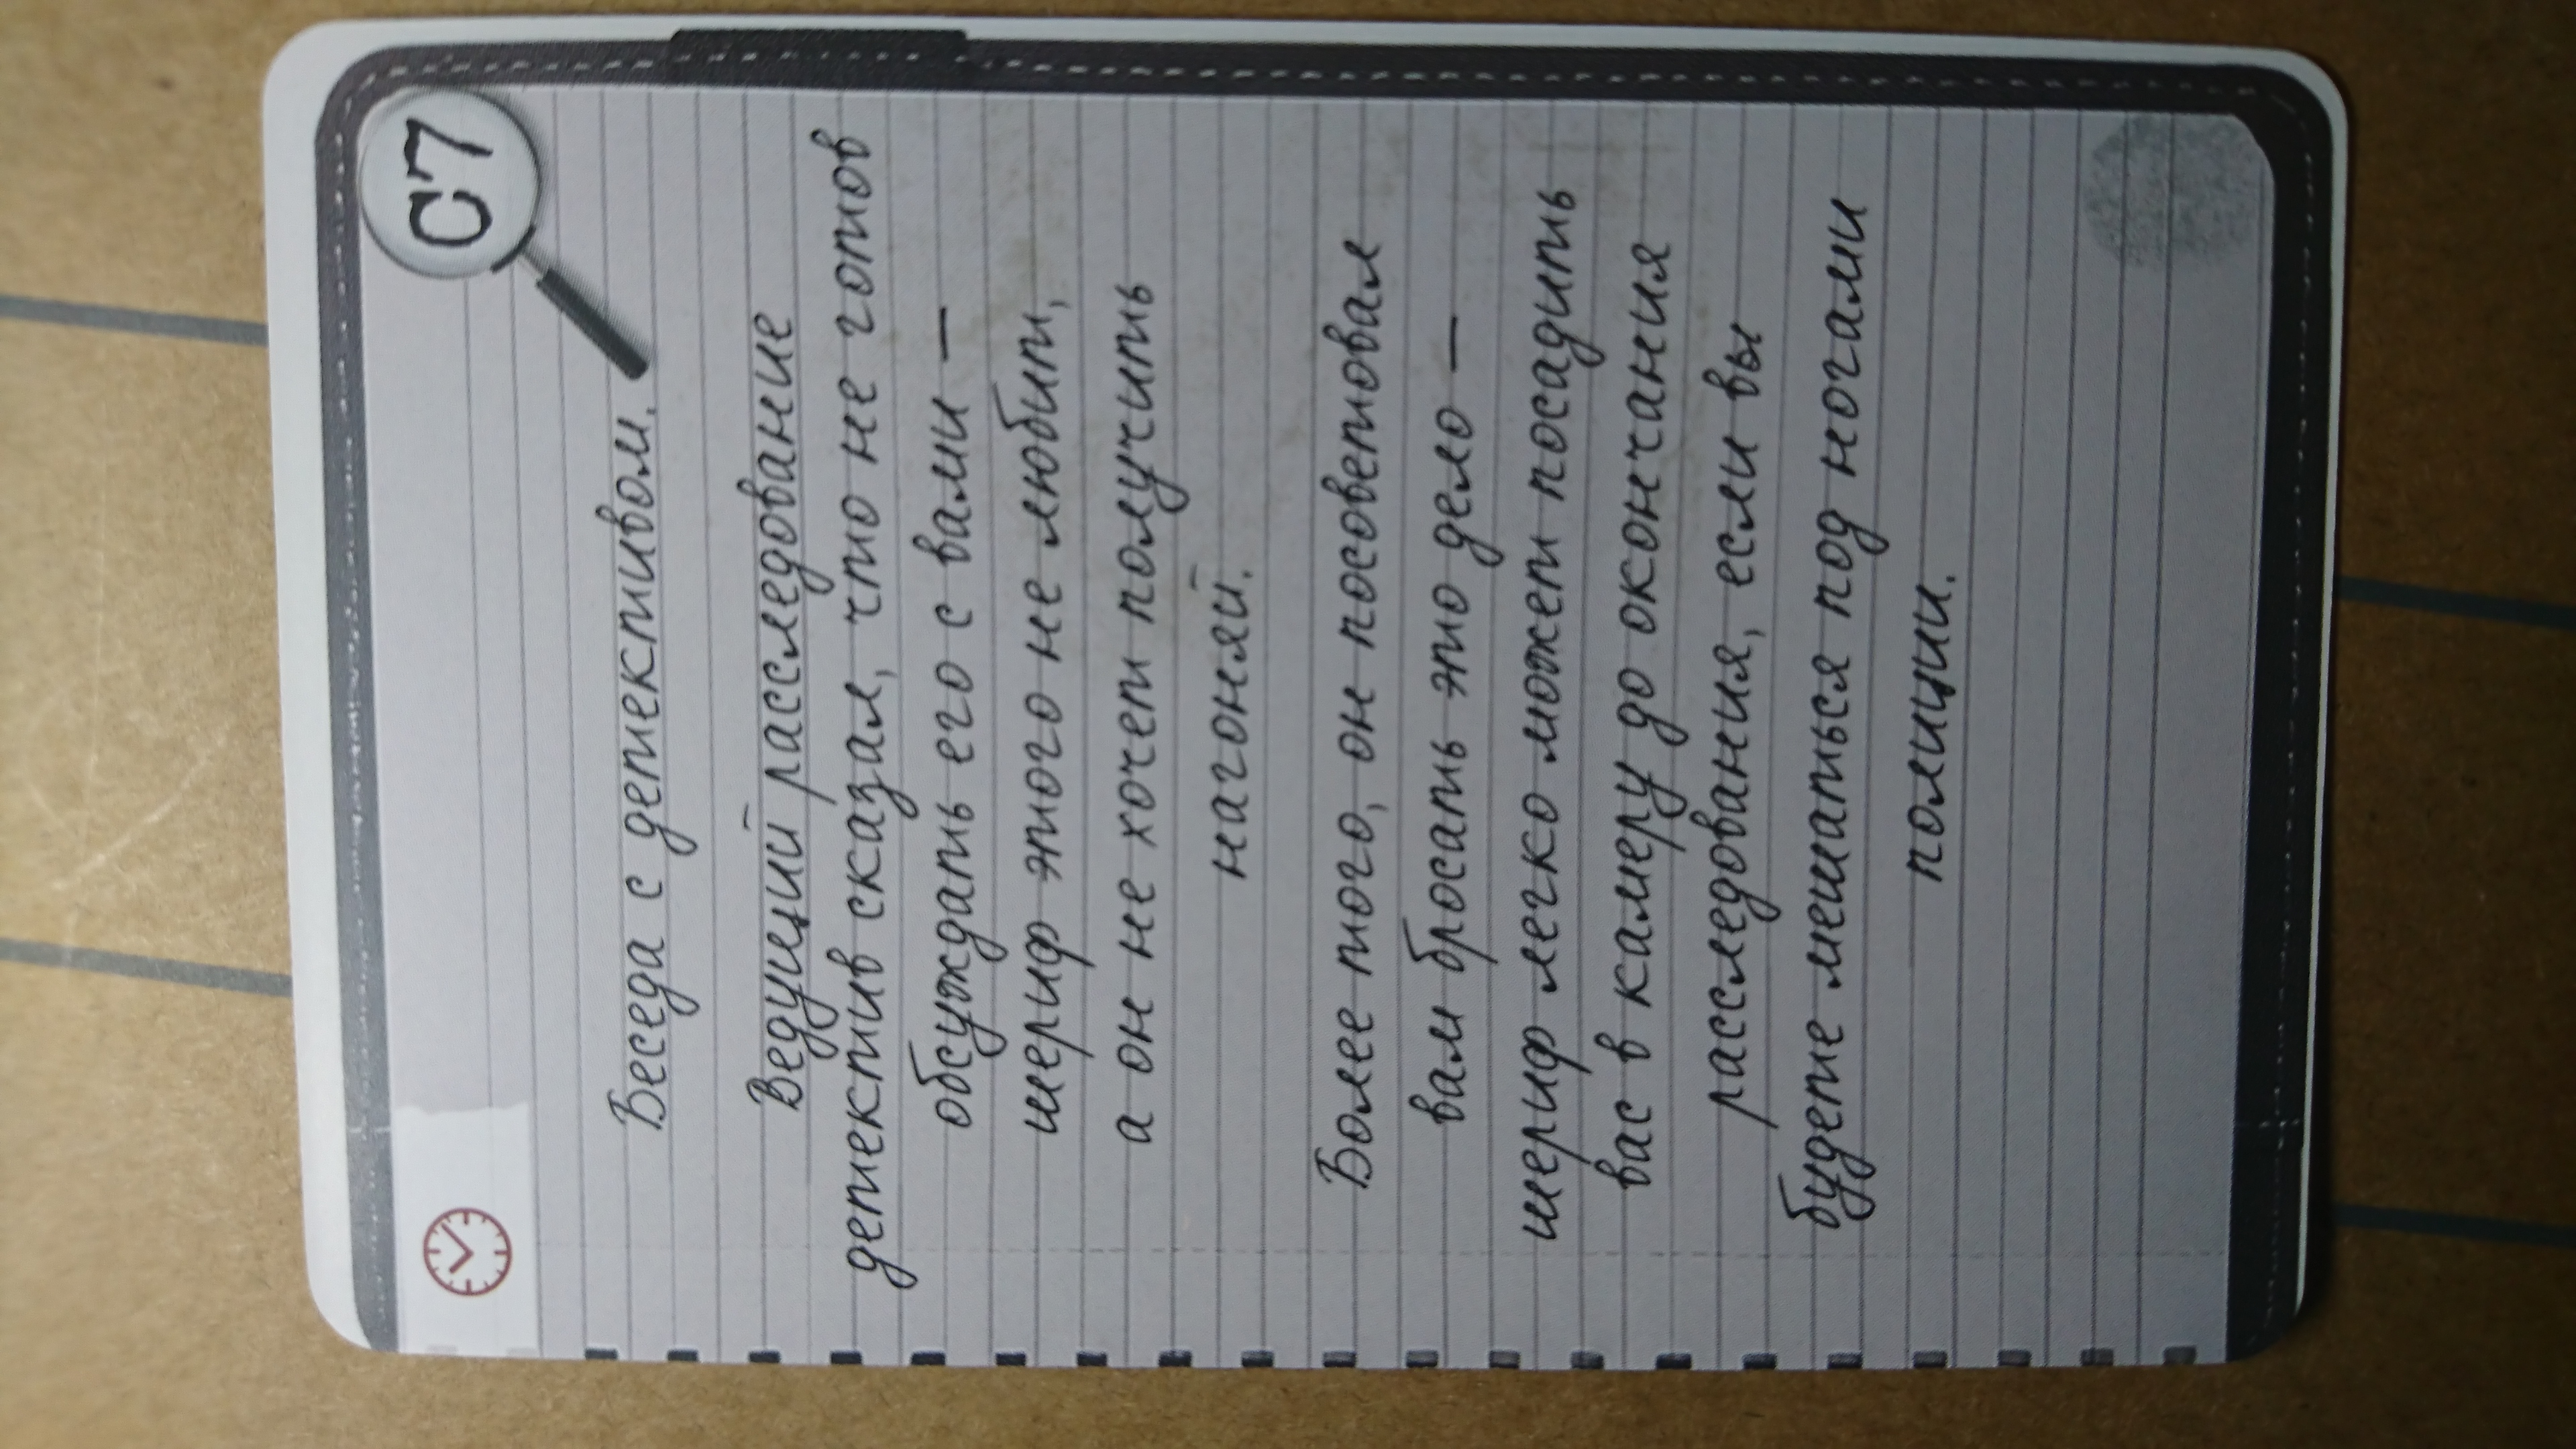 С7
Беседа с детективом.
Ведущий расследование
детектив сказал, что не готов
обсуждать его с вами —
шериф этого не любит,
а он не хочет получить
нагоняй.
Более того, он посоветовал
вам бросать это дело —
шериф легко может посадить
вас в камеру до окончания
расследования, если вы
будете мешаться под ногами
полиции.